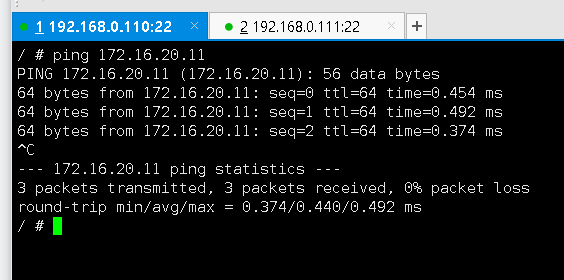 1 192.168.0.110:22 × 2 192.168.0.111:22 × +
/ # ping 172.16.20.11
PING 172.16.20.11 (172.16.20.11): 56 data bytes
64 bytes from 172.16.20.11: seq=0 ttl=64 time=0.454 ms
64 bytes from 172.16.20.11: seq=1 ttl=64 time=0.492 ms
64 bytes from 172.16.20.11: seq=2 ttl=64 time=0.374 ms
^C
--- 172.16.20.11 ping statistics ---
3 packets transmitted, 3 packets received, 0% packet loss
round-trip min/avg/max = 0.374/0.440/0.492 ms
/ #